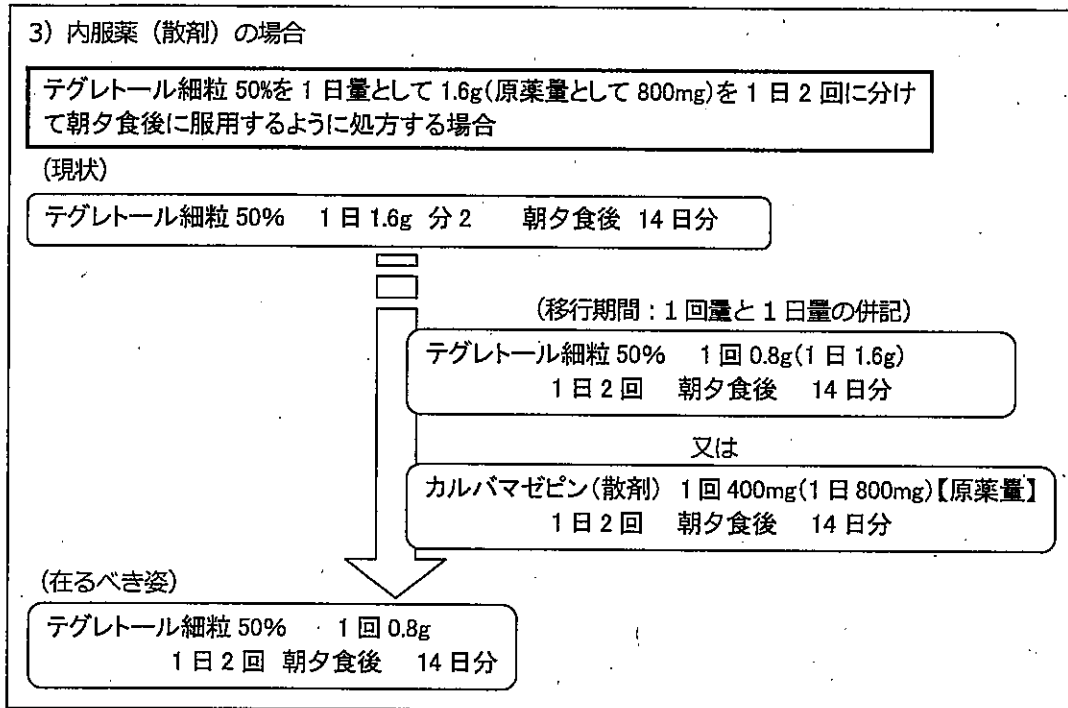 3）内服薬（散剤）の場合
テグレトール細粒 50%を 1 日量として 1.6g(原薬量として 800mg)を 1 日 2 回に分け
て朝夕食後に服用するように処方する場合
(現状)
テグレトール細粒 50%　1 日 1.6g 分 2　朝夕食後 14 日分
(移行期間：1 回量と 1 日量の併記)
テグレトール細粒 50%　1 回 0.8g(1 日 1.6g)
1 日 2 回　朝夕食後　14 日分
又は
カルバマゼピン(散剤) 1 回 400mg(1 日 800mg)【原薬量】
1 日 2 回　朝夕食後　14 日分
(在るべき姿)
テグレトール細粒 50%　1 回 0.8g
1 日 2 回 朝夕食後　14 日分